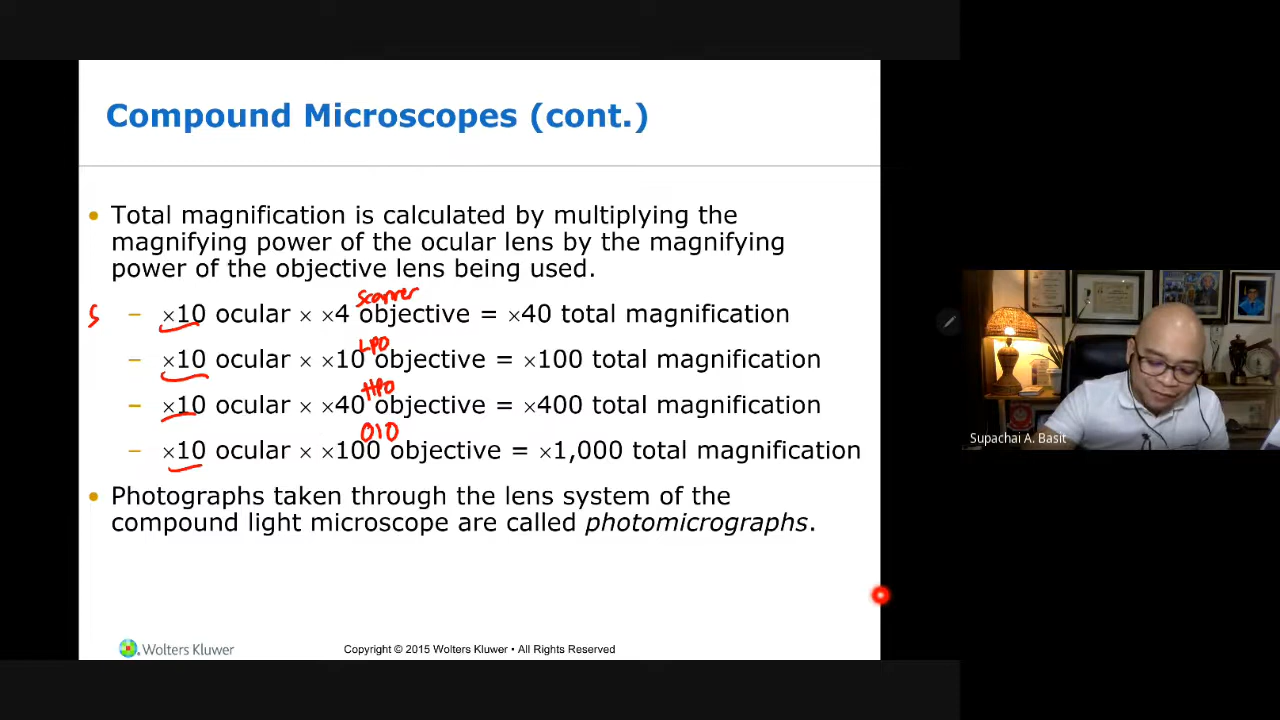 Compound Microscopes (cont.)
• Total magnification is calculated by multiplying the
magnifying power of the ocular lens by the magnifying
power of the objective lens being used.
scanner
S – ×10 ocular × ×4 objective = ×40 total magnification
LPO
– ×10 ocular × ×10 objective = ×100 total magnification
HPO
– ×10 ocular × ×40 objective = ×400 total magnification
OIO
– ×10 ocular × ×100 objective = ×1,000 total magnification
• Photographs taken through the lens system of the
compound light microscope are called photomicrographs.
Supachai A. Basit
Wolters Kluwer
Copyright © 2015 Wolters Kluwer • All Rights Reserved